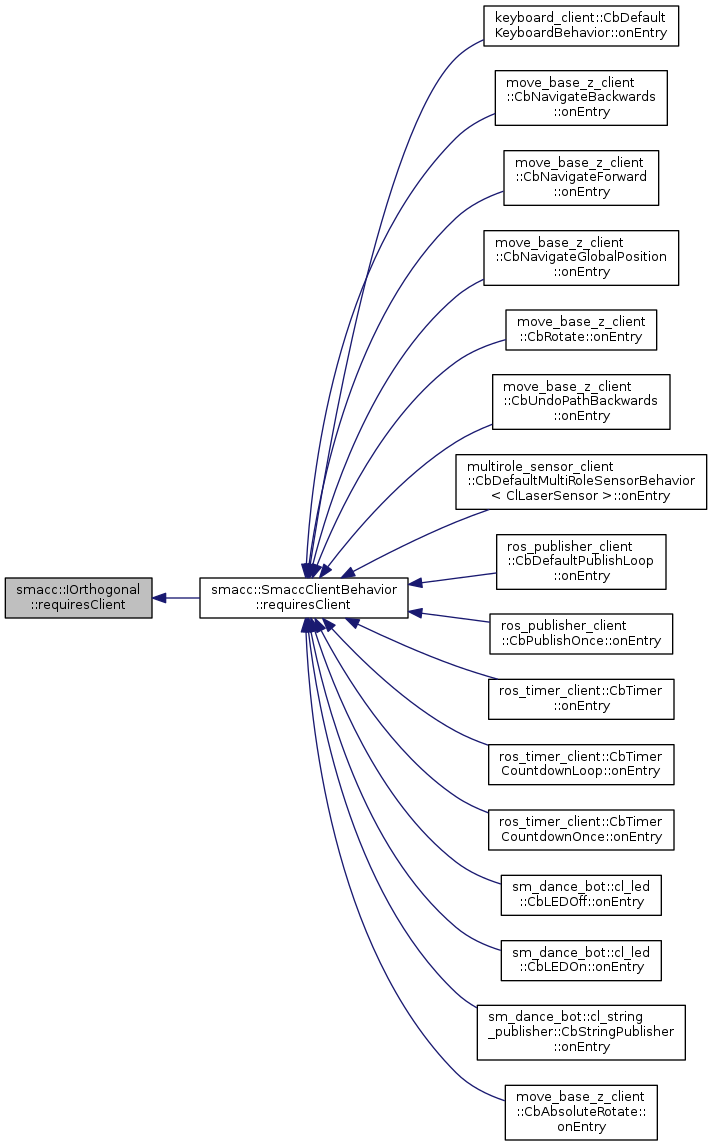 keyboard_client::CbDefault
KeyboardBehavior::onEntry
move_base_z_client
::CbNavigateBackwards
::onEntry
move_base_z_client
::CbNavigateForward
::onEntry
move_base_z_client
::CbNavigateGlobalPosition
::onEntry
move_base_z_client
::CbRotate::onEntry
move_base_z_client
::CbUndoPathBackwards
::onEntry
multirole_sensor_client
::CbDefaultMultiRoleSensorBehavior
< ClLaserSensor >::onEntry
ros_publisher_client
::CbDefaultPublishLoop
::onEntry
smacc::IOrthogonal
::requiresClient
smacc::SmaccClientBehavior
::requiresClient
ros_publisher_client
::CbPublishOnce::onEntry
ros_timer_client::CbTimer
::onEntry
ros_timer_client::CbTimer
CountdownLoop::onEntry
ros_timer_client::CbTimer
CountdownOnce::onEntry
sm_dance_bot::cl_led
::CbLEDOff::onEntry
sm_dance_bot::cl_led
::CbLEDOn::onEntry
sm_dance_bot::cl_string
_publisher::CbStringPublisher
::onEntry
move_base_z_client
::CbAbsoluteRotate::
onEntry